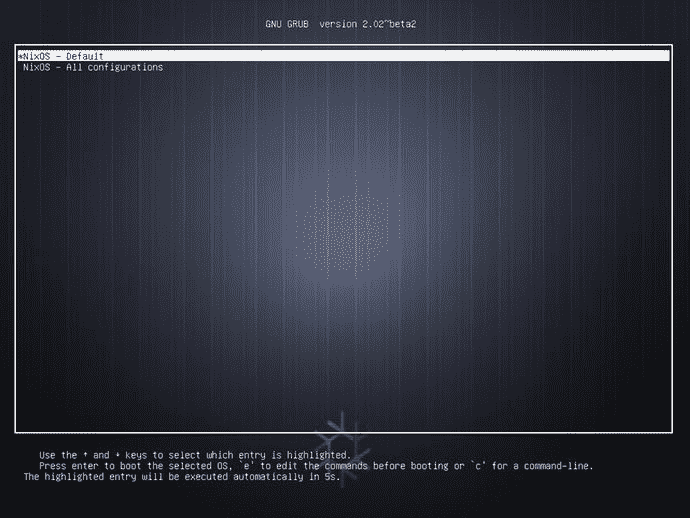 GNU GRUB  version 2.02~beta2
*NixOS - Default
NixOS - All configurations
Use the ↑ and ↓ keys to select which entry is highlighted.
Press enter to boot the selected OS, `e' to edit the commands before booting or `c' for a command-line.
The highlighted entry will be executed automatically in 5s.